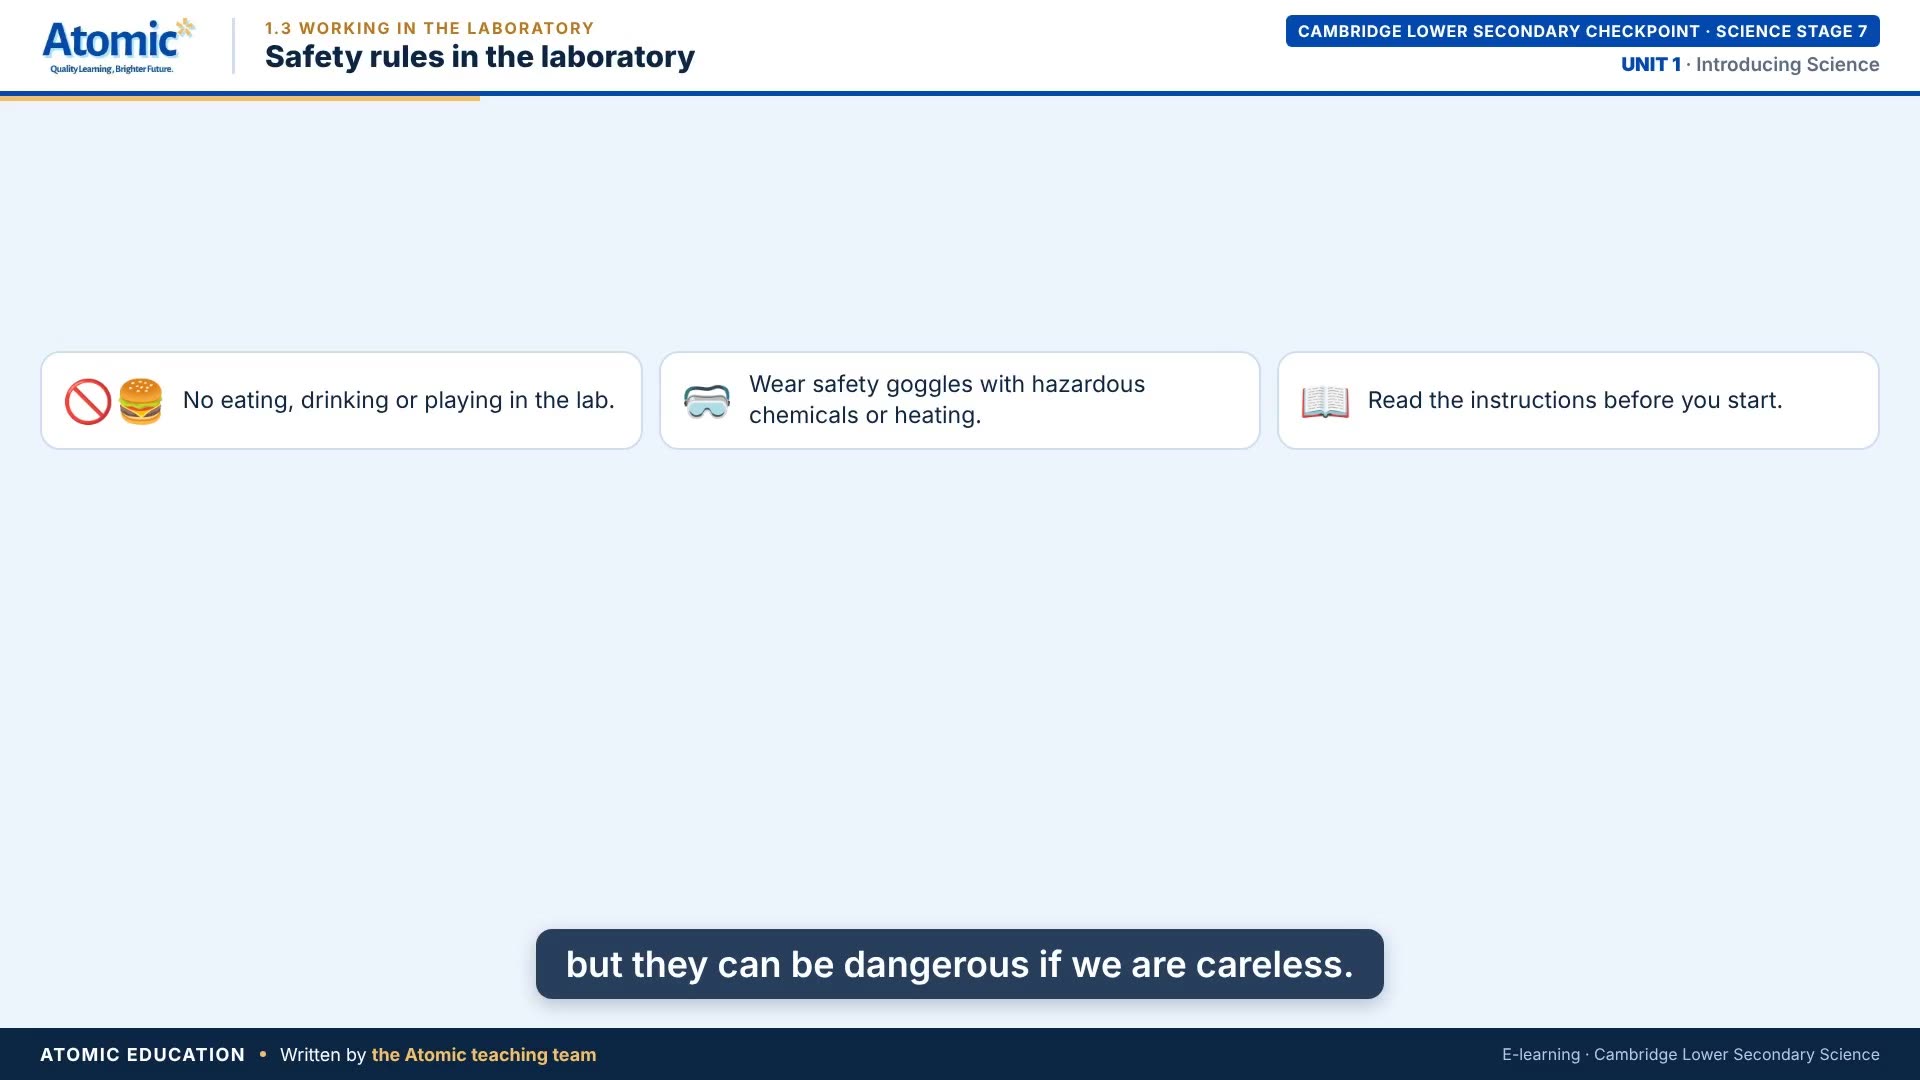 Atomic
Quality Learning, Brighter Future.
1.3 WORKING IN THE LABORATORY
Safety rules in the laboratory
CAMBRIDGE LOWER SECONDARY CHECKPOINT · SCIENCE STAGE 7
UNIT 1 · Introducing Science
No eating, drinking or playing in the lab.
Wear safety goggles with hazardous
chemicals or heating.
Read the instructions before you start.
but they can be dangerous if we are careless.
ATOMIC EDUCATION • Written by the Atomic teaching team
E-learning · Cambridge Lower Secondary Science